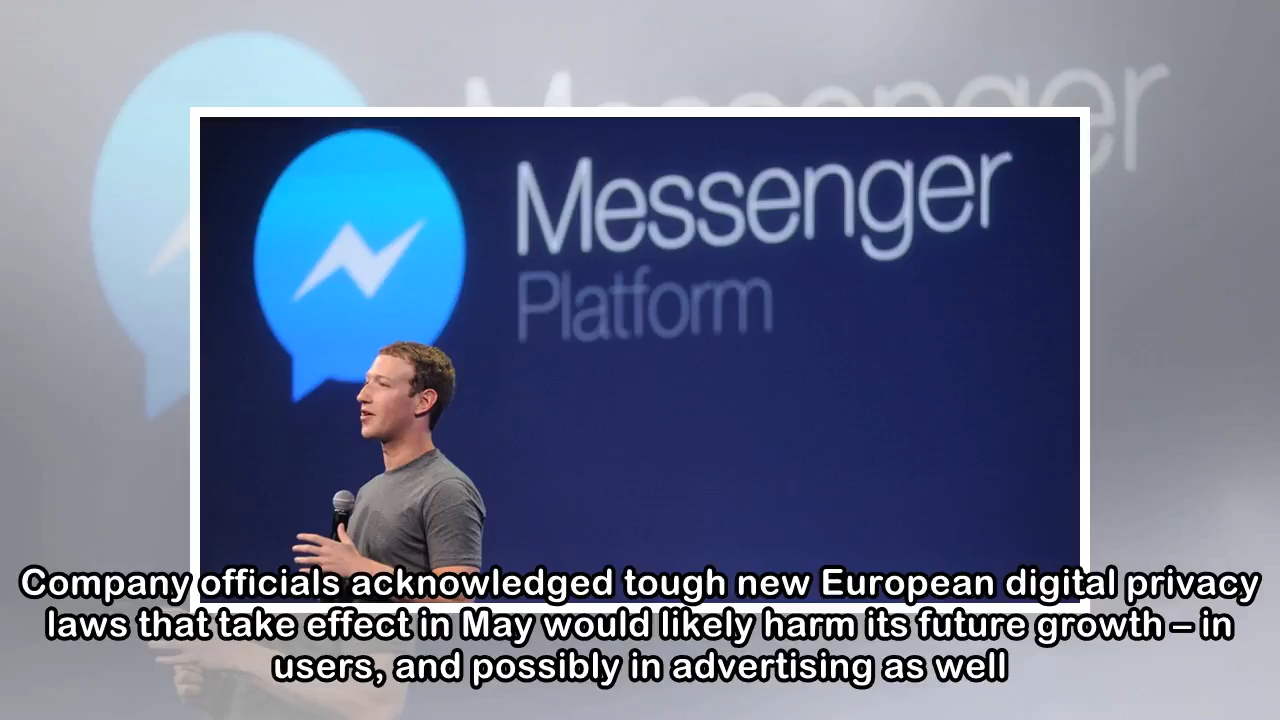 Messenger
Messenger
Platform
Company officials acknowledged tough new European digital privacy
laws that take effect in May would likely harm its future growth – in
users, and possibly in advertising as well